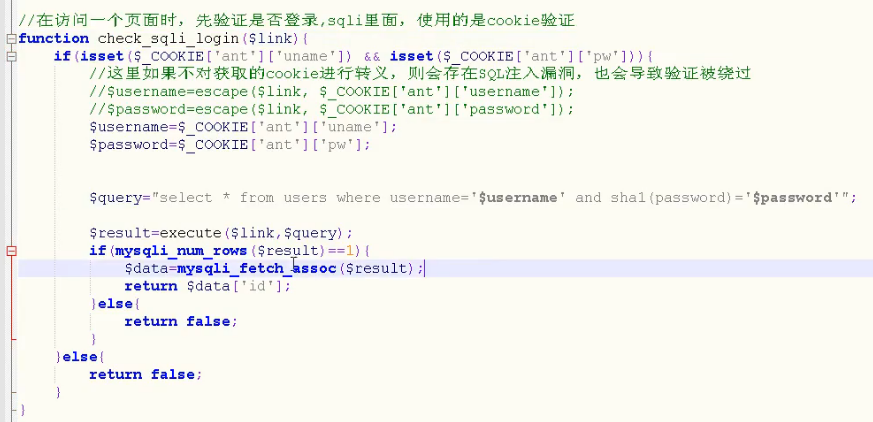 //在访问一个页面时，先验证是否登录,sqli里面，使用的是cookie验证
function check_sqli_login($link){
    if(isset($_COOKIE['ant']['uname']) && isset($_COOKIE['ant']['pw'])){
        //这里如果不对获取的cookie进行转义，则会存在SQL注入漏洞，也会导致验证被绕过
        //$username=escape($link, $_COOKIE['ant']['username']);
        //$password=escape($link, $_COOKIE['ant']['password']);
        $username=$_COOKIE['ant']['uname'];
        $password=$_COOKIE['ant']['pw'];
        $query="select * from users where username='$username' and sha1(password)='$password'";
        $result=execute($link,$query);
        if(mysqli_num_rows($result)==1){
            $data=mysqli_fetch_assoc($result);
            return $data['id'];
        }else{
            return false;
        }
    }else{
        return false;
    }
}